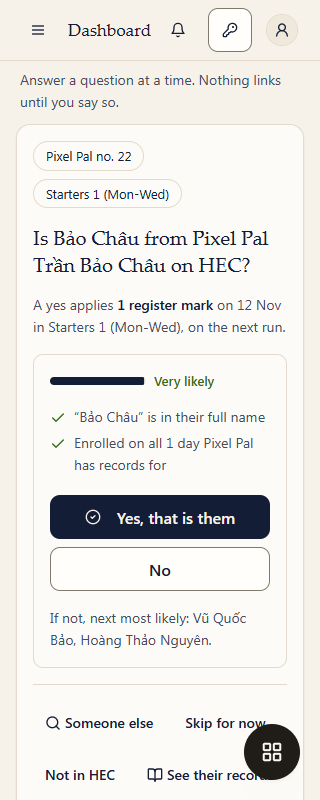 Dashboard
Answer a question at a time. Nothing links
until you say so.
Pixel Pal no. 22
Starters 1 (Mon-Wed)
Is Bảo Châu from Pixel Pal
Trần Bảo Châu on HEC?
A yes applies 1 register mark on 12 Nov
in Starters 1 (Mon-Wed), on the next run.
Very likely
“Bảo Châu” is in their full name
Enrolled on all 1 day Pixel Pal
has records for
Yes, that is them
No
If not, next most likely: Vũ Quốc
Bảo, Hoàng Thảo Nguyên.
Someone else
Skip for now
Not in HEC
See their record